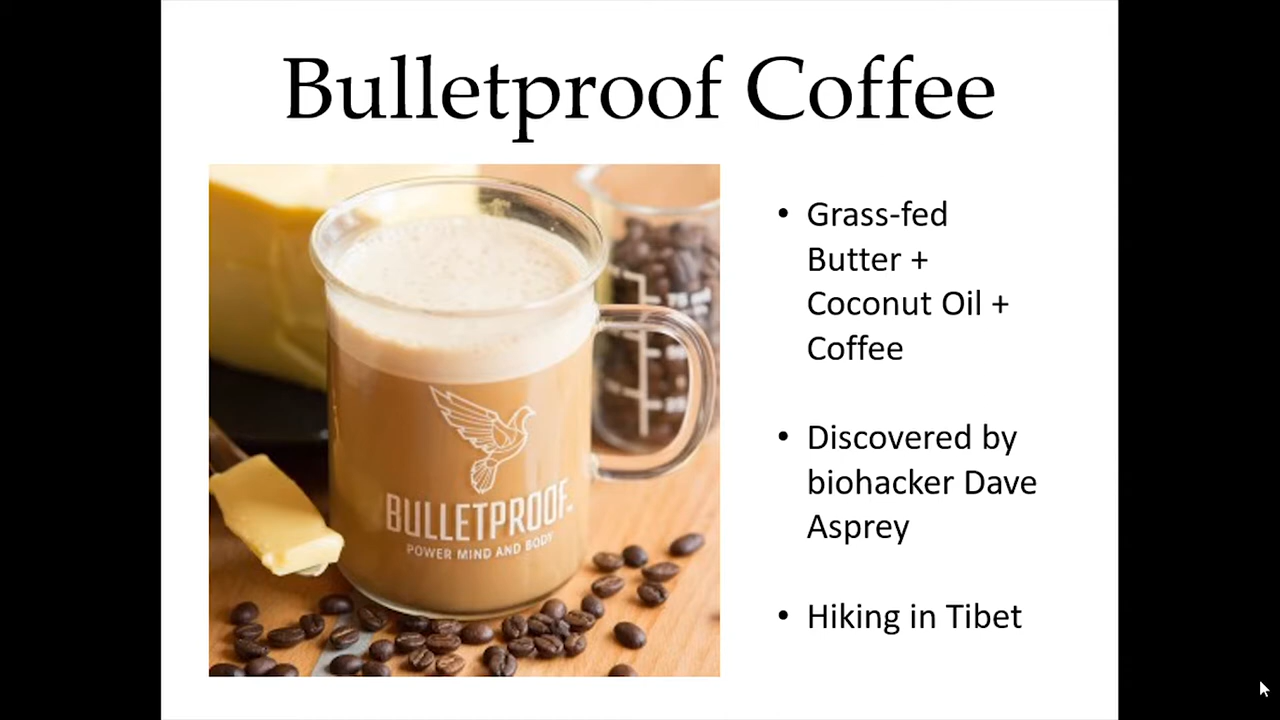 Bulletproof Coffee
• Grass-fed
Butter +
Coconut Oil +
Coffee
• Discovered by
biohacker Dave
Asprey
• Hiking in Tibet
BULLETPROOF
POWER MIND AND BODY